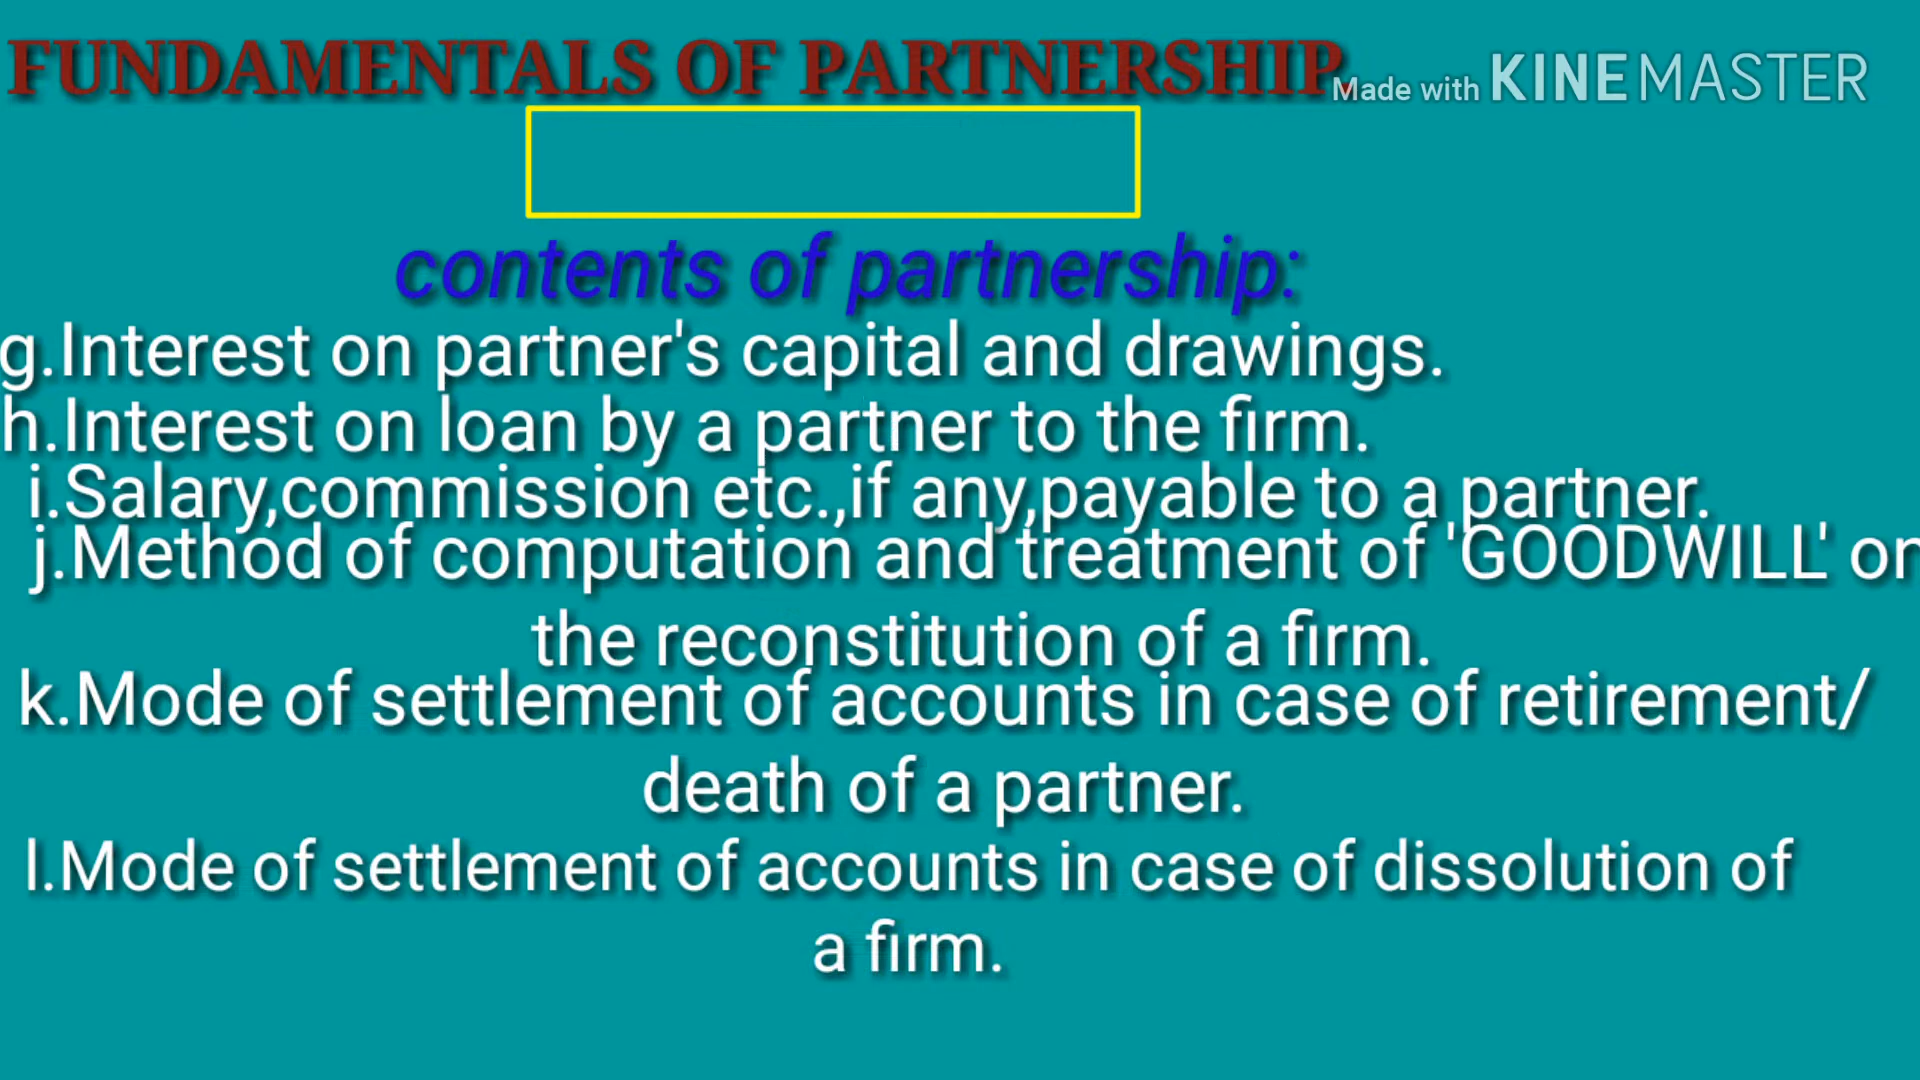 FUNDAMENTALS OF PARTNERSHIP.
Made with KINEMASTER
contents of partnership:
g.Interest on partner's capital and drawings.
h.Interest on loan by a partner to the firm.
i.Salary,commission etc.,if any,payable to a partner.
j.Method of computation and treatment of 'GOODWILL' on
the reconstitution of a firm.
k.Mode of settlement of accounts in case of retirement/
death of a partner.
l.Mode of settlement of accounts in case of dissolution of
a firm.